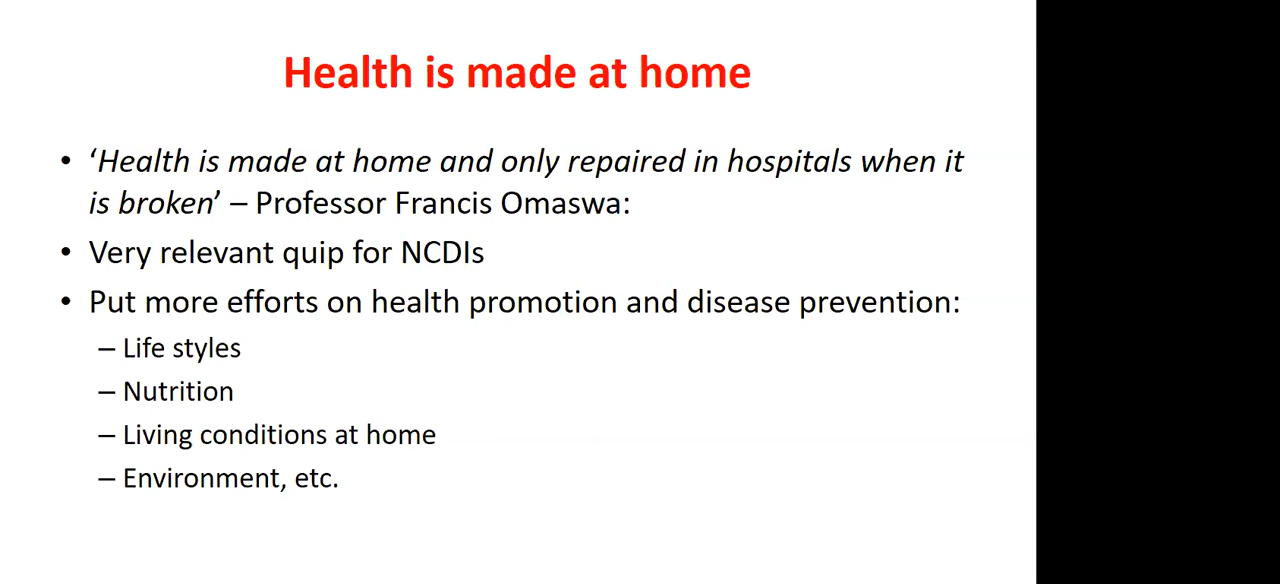 Health is made at home
• ‘Health is made at home and only repaired in hospitals when it
is broken’ – Professor Francis Omaswa:
• Very relevant quip for NCDIs
• Put more efforts on health promotion and disease prevention:
– Life styles
– Nutrition
– Living conditions at home
– Environment, etc.